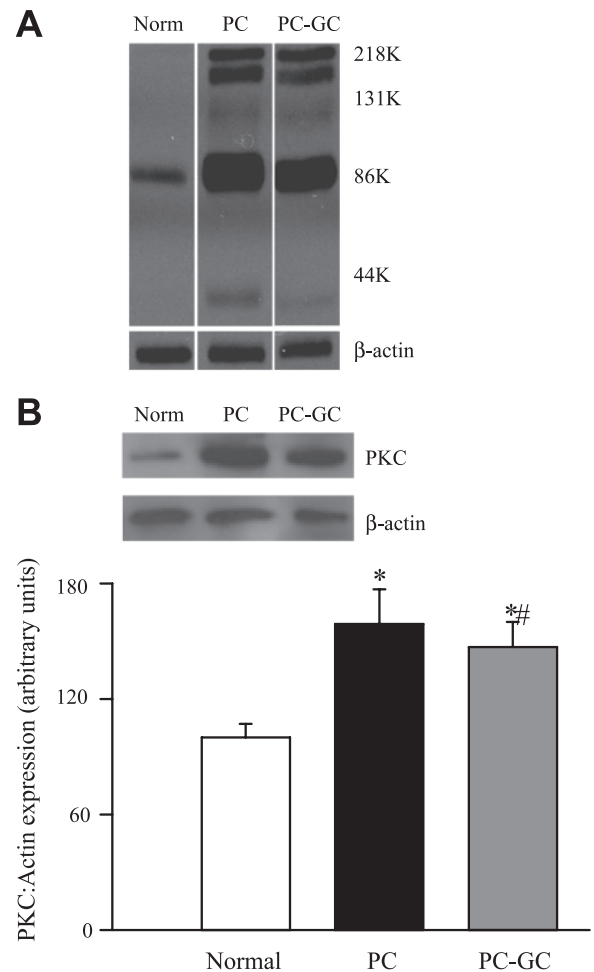 A
Norm PC PC-GC
218K
131K
86K
44K
β-actin
B
Norm PC PC-GC
PKC
β-actin
PKC:Actin expression (arbitrary units)
180
120
60
0
*
*#
Normal PC PC-GC